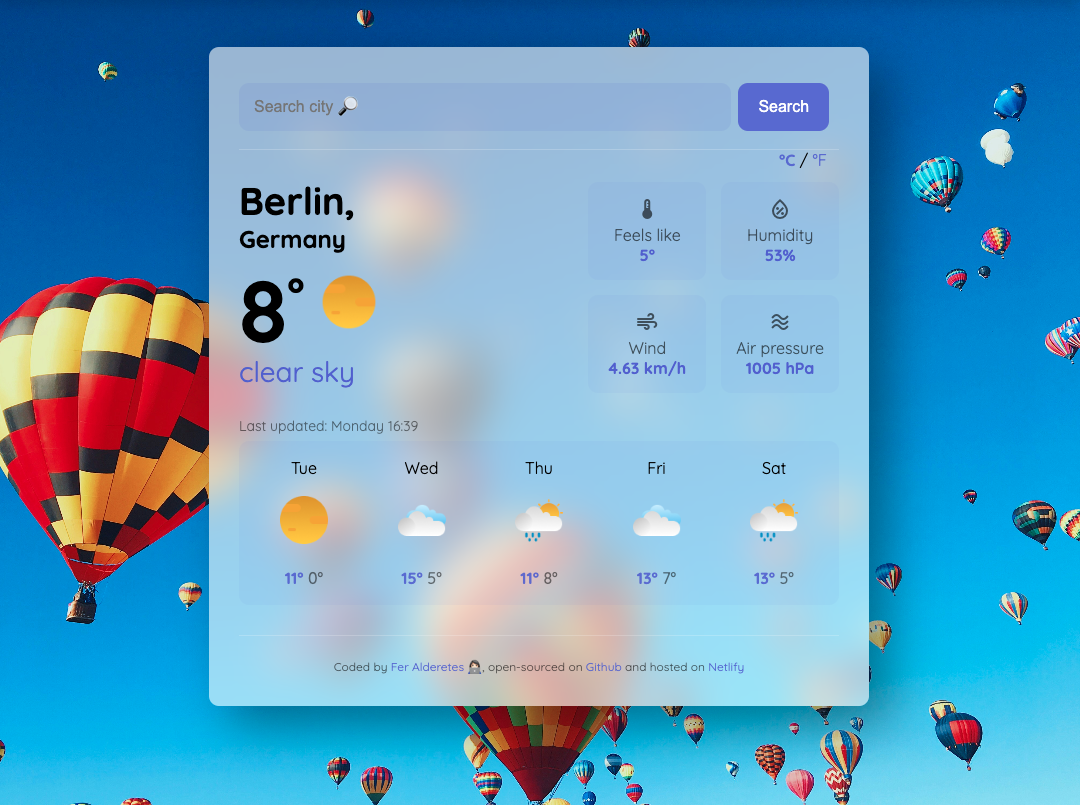 Search city 🔎
Search
°C / °F
Berlin,
Germany
8°
clear sky
Feels like
5°
Humidity
53%
Wind
4.63 km/h
Air pressure
1005 hPa
Last updated: Monday 16:39
Tue Wed Thu Fri Sat
11° 0° 15° 5° 11° 8° 13° 7° 13° 5°
Coded by Fer Alderetes 👩🏻‍💻, open-sourced on Github and hosted on Netlify